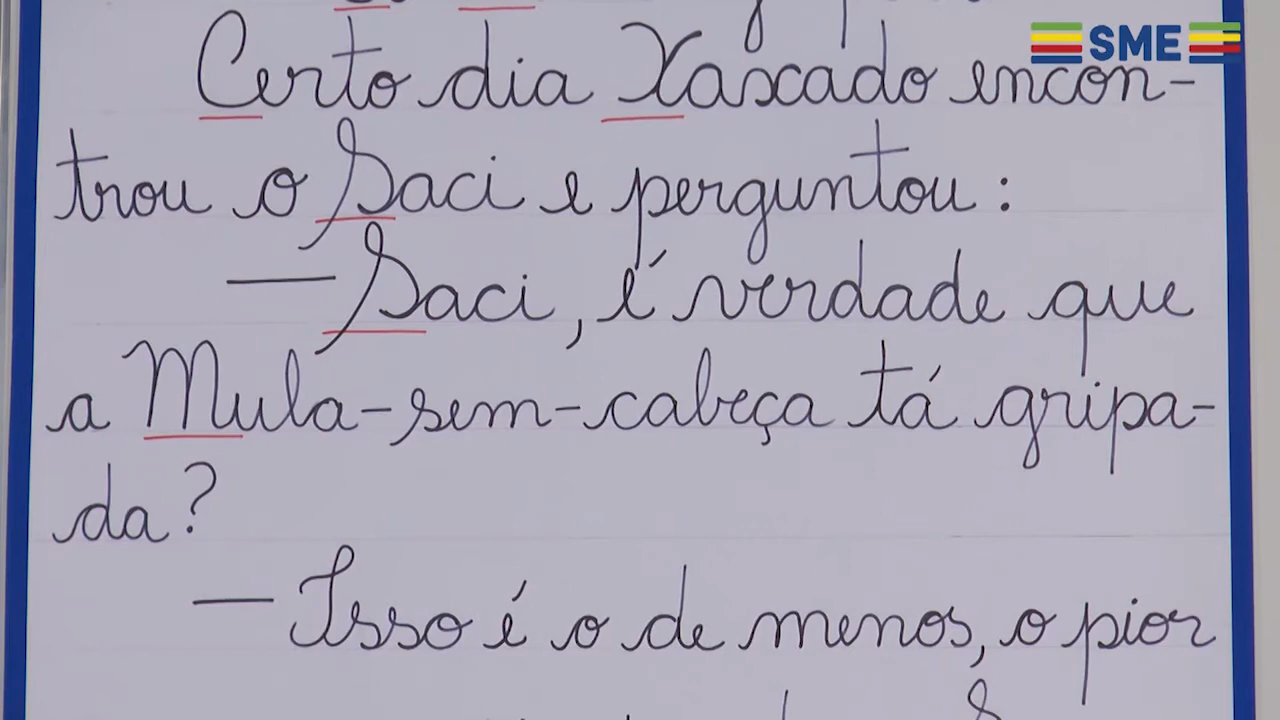 SME
Certo dia Xaxado encon-
trou o Saci e perguntou:
— Saci, é verdade que
a Mula-sem-cabeça tá gripa-
da?
— Isso é o de menos, o pior